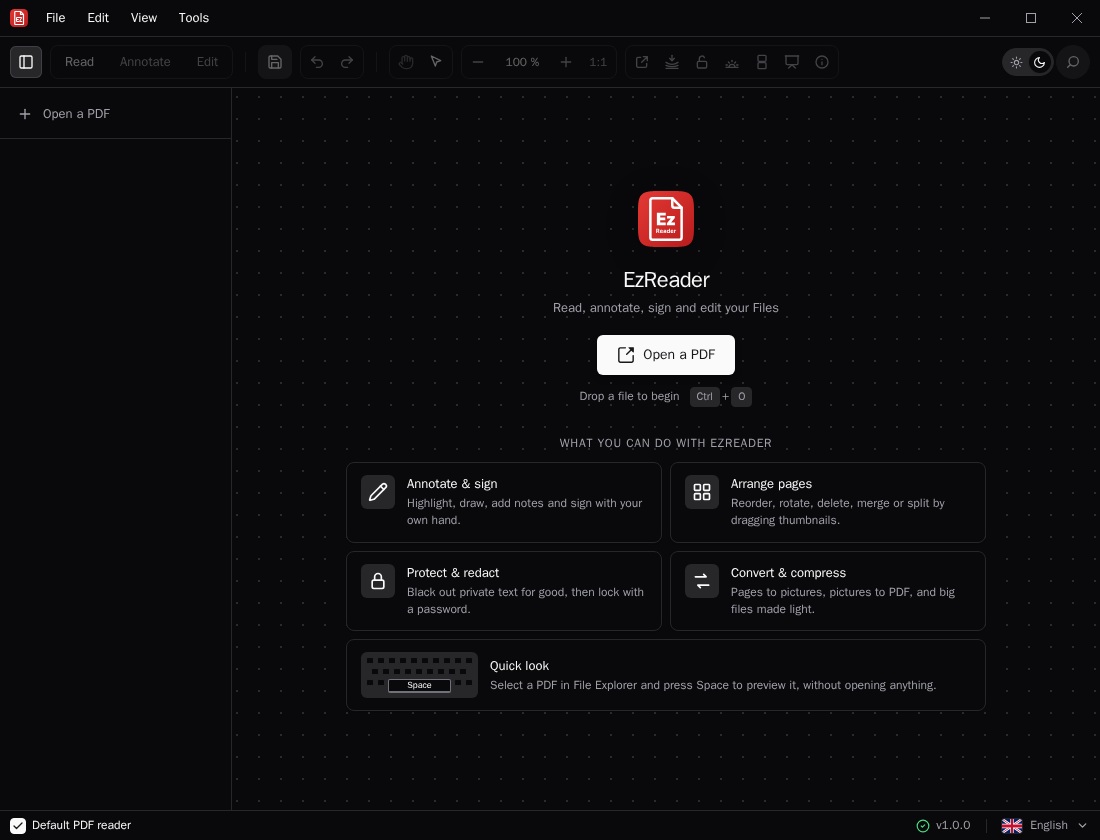 Ez
File Edit View Tools
Read Annotate Edit 100 % 1:1
Open a PDF
Ez
Reader
EzReader
Read, annotate, sign and edit your Files
Open a PDF
Drop a file to begin Ctrl + O
WHAT YOU CAN DO WITH EZREADER
Annotate & sign
Highlight, draw, add notes and sign with your
own hand.
Arrange pages
Reorder, rotate, delete, merge or split by
dragging thumbnails.
Protect & redact
Black out private text for good, then lock with
a password.
Convert & compress
Pages to pictures, pictures to PDF, and big
files made light.
Space
Quick look
Select a PDF in File Explorer and press Space to preview it, without opening anything.
Default PDF reader
v1.0.0
English